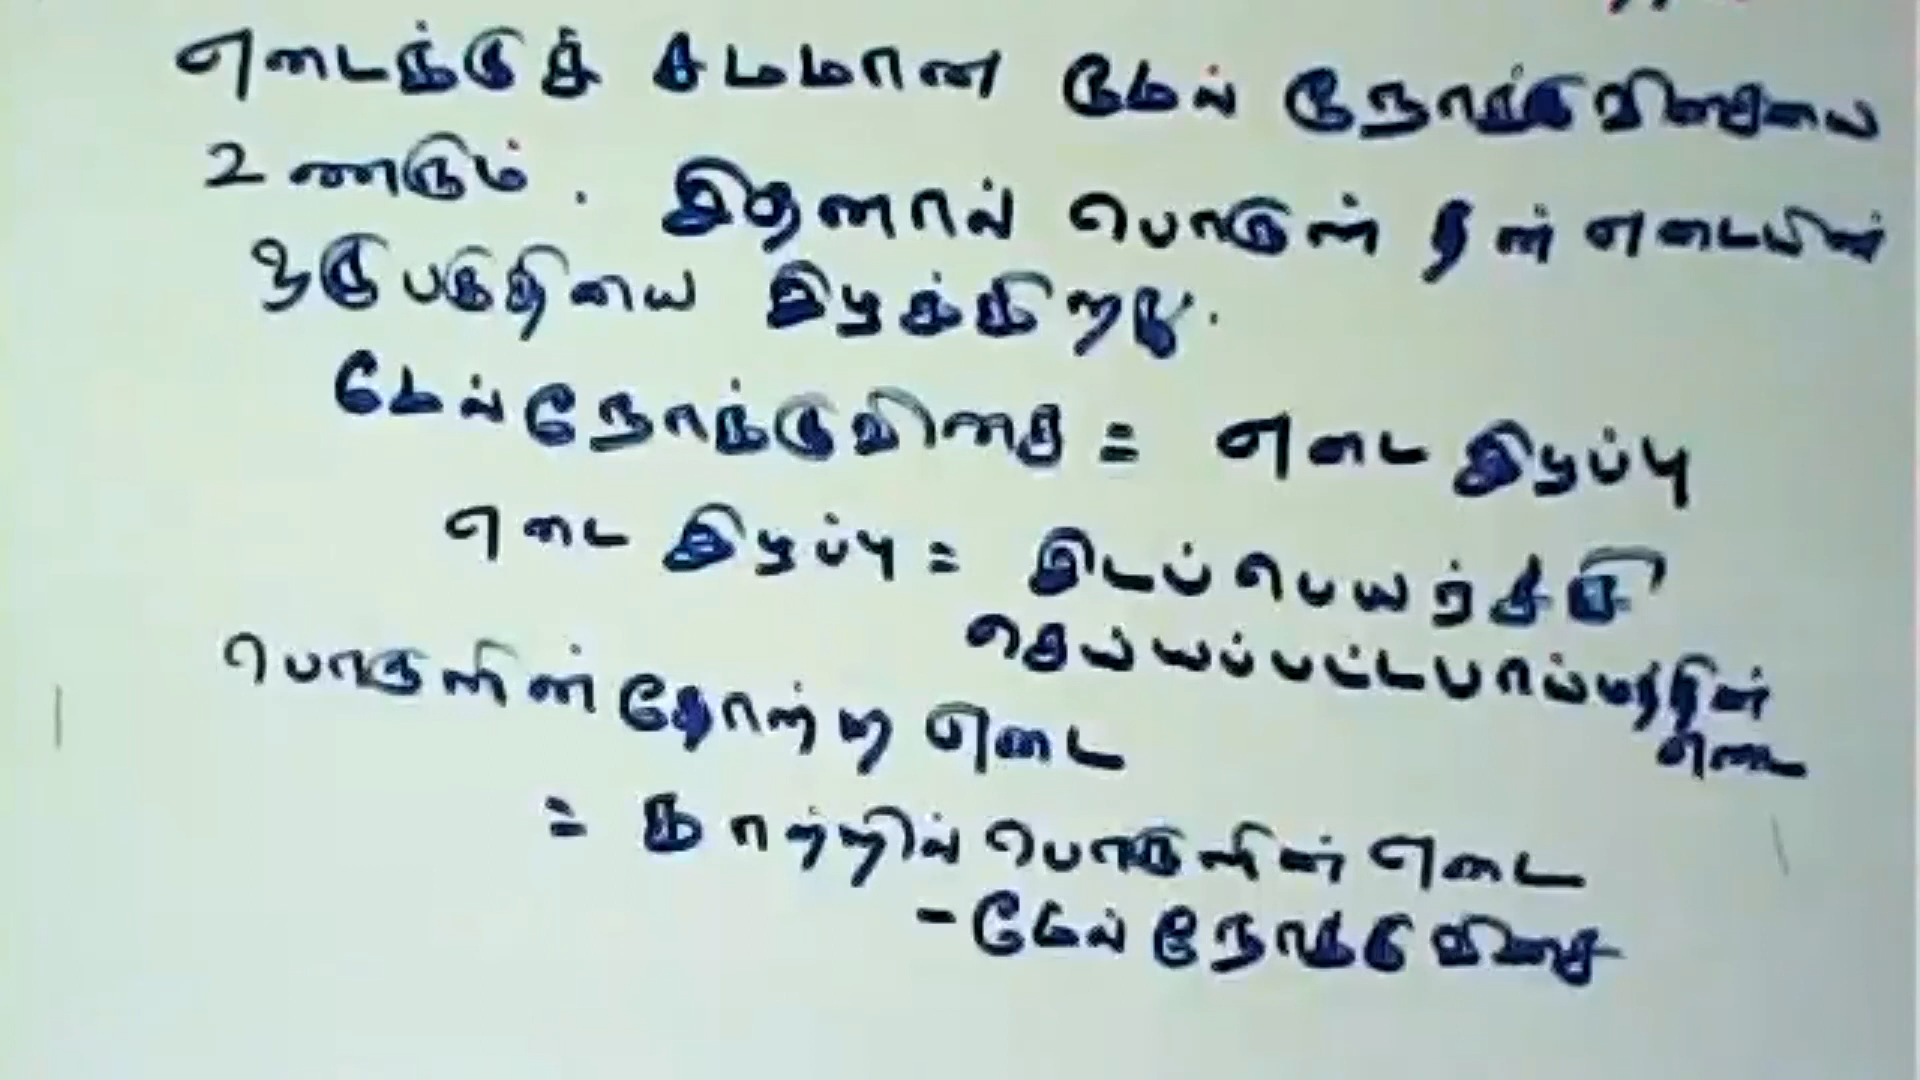 எடைக்குச் சமமான மேல் நோக்குவிசையை
உணரும். இதனால் பொருள் தன் எடையின்
ஒரு பகுதியை இழக்கிறது.
மேல்நோக்குவிசை = எடை இழப்பு
எடை இழப்பு = இடப்பெயர்ச்சி
செய்யப்பட்டபாய்மத்தின்
எடை
பொருளின் தோற்ற எடை
= காற்றில் பொருளின் எடை
- மேல் நோக்கு விசை